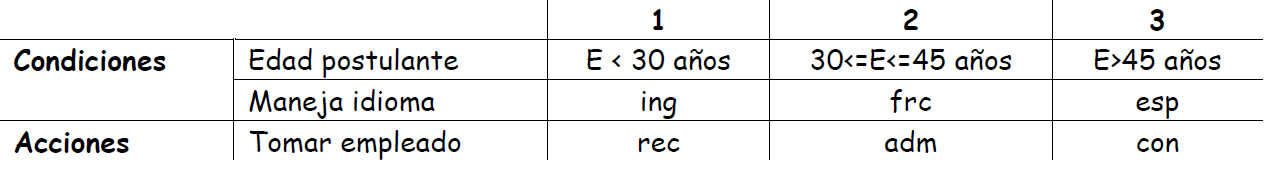 1 2 3
Condiciones Edad postulante E < 30 años 30<=E<=45 años E>45 años
Maneja idioma ing frc esp
Acciones Tomar empleado rec adm con